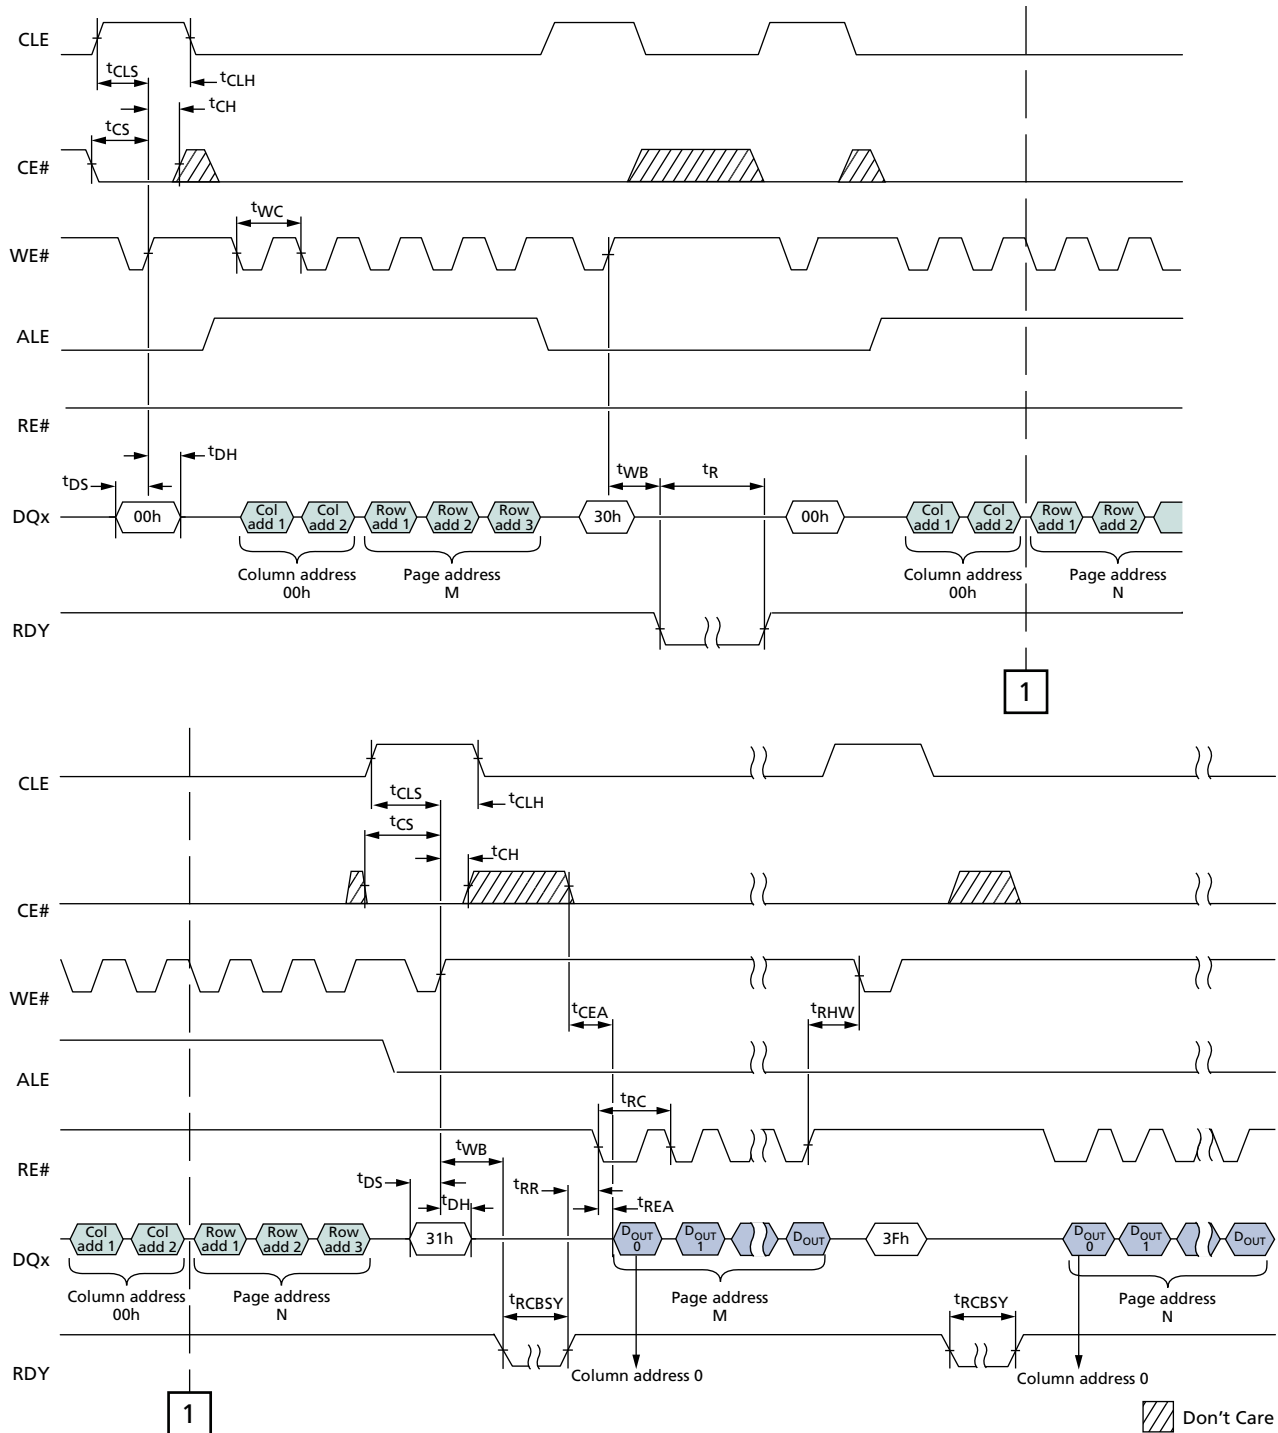 CLE
tCLS
tCLH
tCH
tCS
CE#
tWC
WE#
ALE
RE#
tDH
tDS
tWB
tR
DQx
00h
Col add 1
Col add 2
Row add 1
Row add 2
Row add 3
30h
00h
Col add 1
Col add 2
Row add 1
Row add 2
Column address
00h
Page address
M
Column address
00h
Page address
N
RDY
1
CLE
tCLS
tCLH
tCS
tCH
CE#
WE#
tCEA
tRHW
ALE
tRC
RE#
tWB
tDS
tRR
tDH
tREA
DQx
Col add 1
Col add 2
Row add 1
Row add 2
Row add 3
31h
DOUT 0
DOUT 1
DOUT
3Fh
DOUT 0
DOUT 1
DOUT
Column address
00h
Page address
N
tRCBSY
Page address
M
tRCBSY
Page address
N
RDY
Column address 0
Column address 0
1
Don't Care